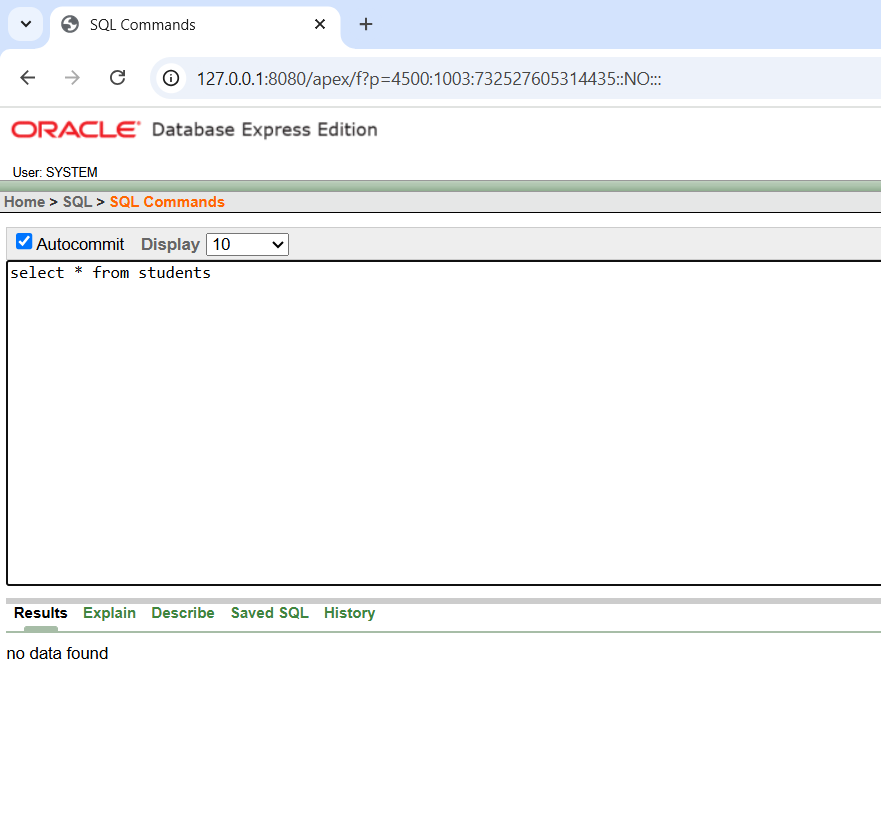 SQL Commands
127.0.0.1:8080/apex/f?p=4500:1003:732527605314435::NO:::
ORACLE® Database Express Edition
User: SYSTEM
Home > SQL > SQL Commands
Autocommit Display 10
select * from students
Results Explain Describe Saved SQL History
no data found